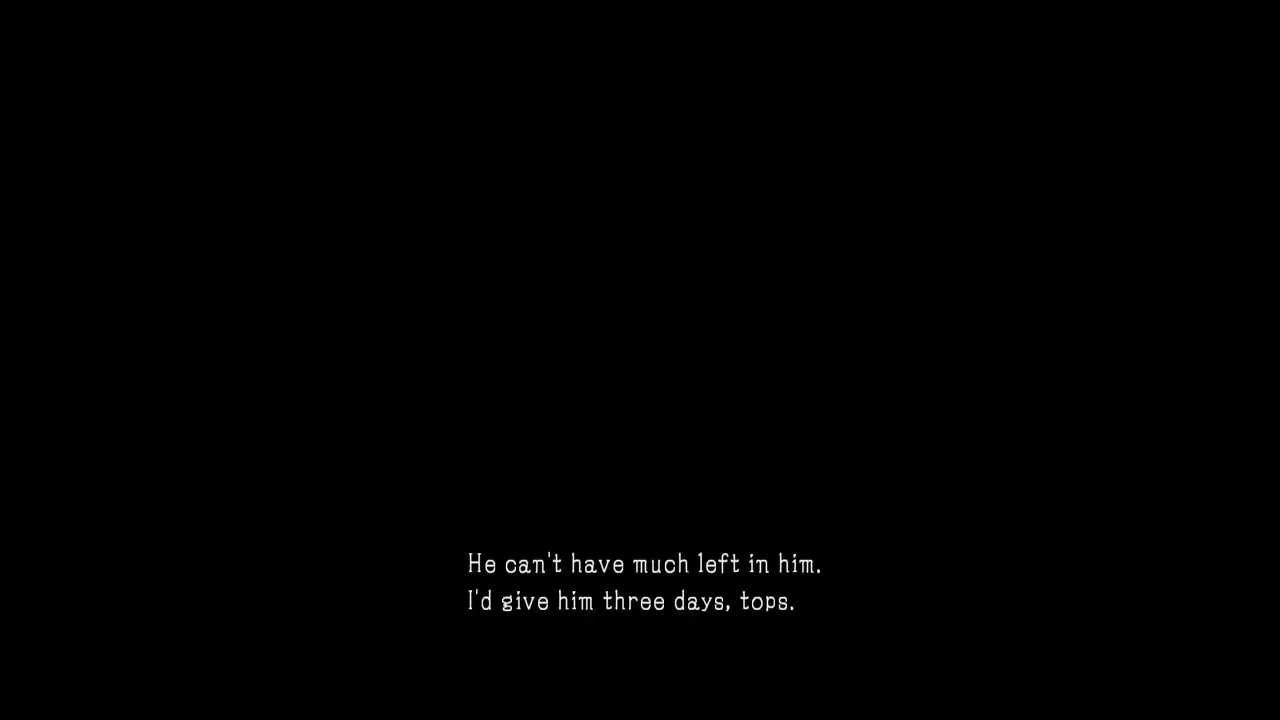 He can't have much left in him.
I'd give him three days, tops.